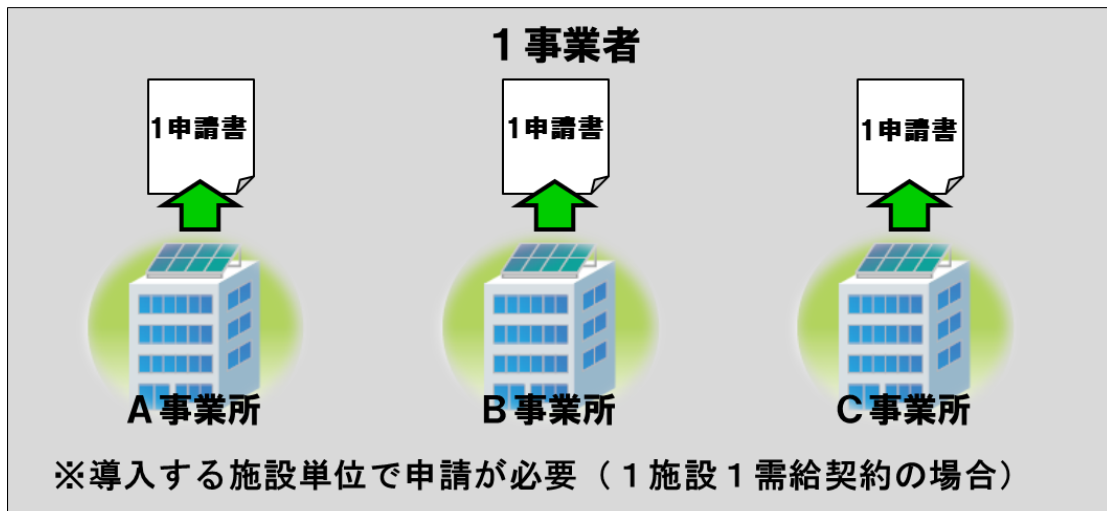 １事業者
1申請書
1申請書
1申請書
Ａ事業所
Ｂ事業所
Ｃ事業所
※導入する施設単位で申請が必要（１施設１需給契約の場合）